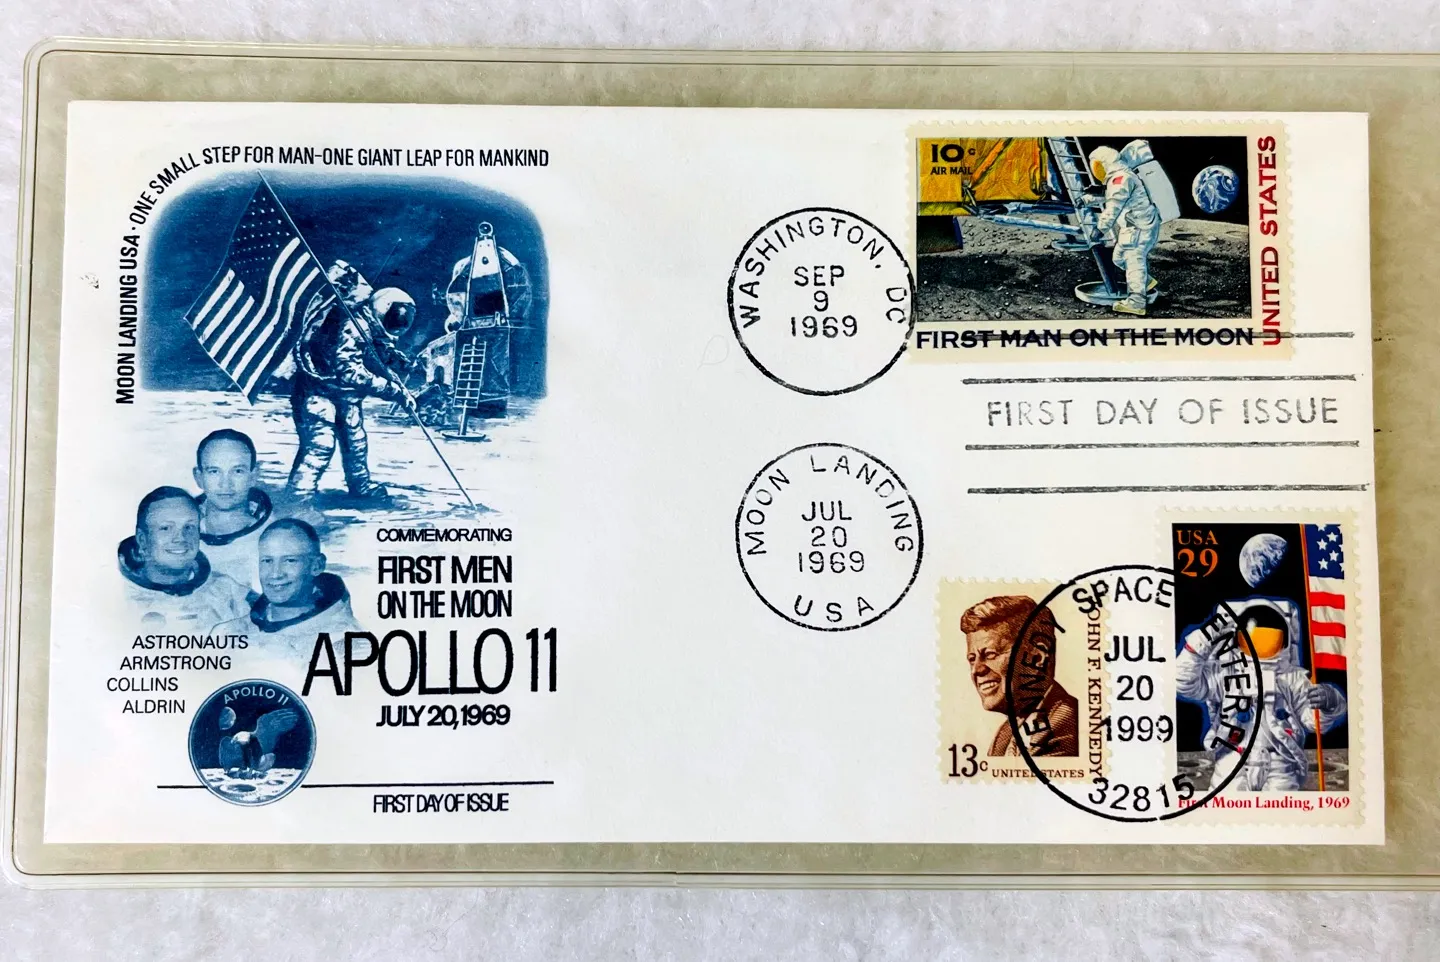 MOON LANDING USA · ONE SMALL STEP FOR MAN-ONE GIANT LEAP FOR MANKIND
COMMEMORATING
FIRST MEN
ON THE MOON
APOLLO 11
JULY 20, 1969
ASTRONAUTS
ARMSTRONG
COLLINS
ALDRIN
APOLLO 11
FIRST DAY OF ISSUE
WASHINGTON, DC
SEP
9
1969
10c
AIR MAIL
UNITED STATES
FIRST MAN ON THE MOON
FIRST DAY OF ISSUE
MOON LANDING
JUL
20
1969
USA
JOHN F. KENNEDY
13c
UNITED STATES
KENNEDY SPACE CENTER, FL
JUL
20
1999
32815
USA
29
First Moon Landing, 1969